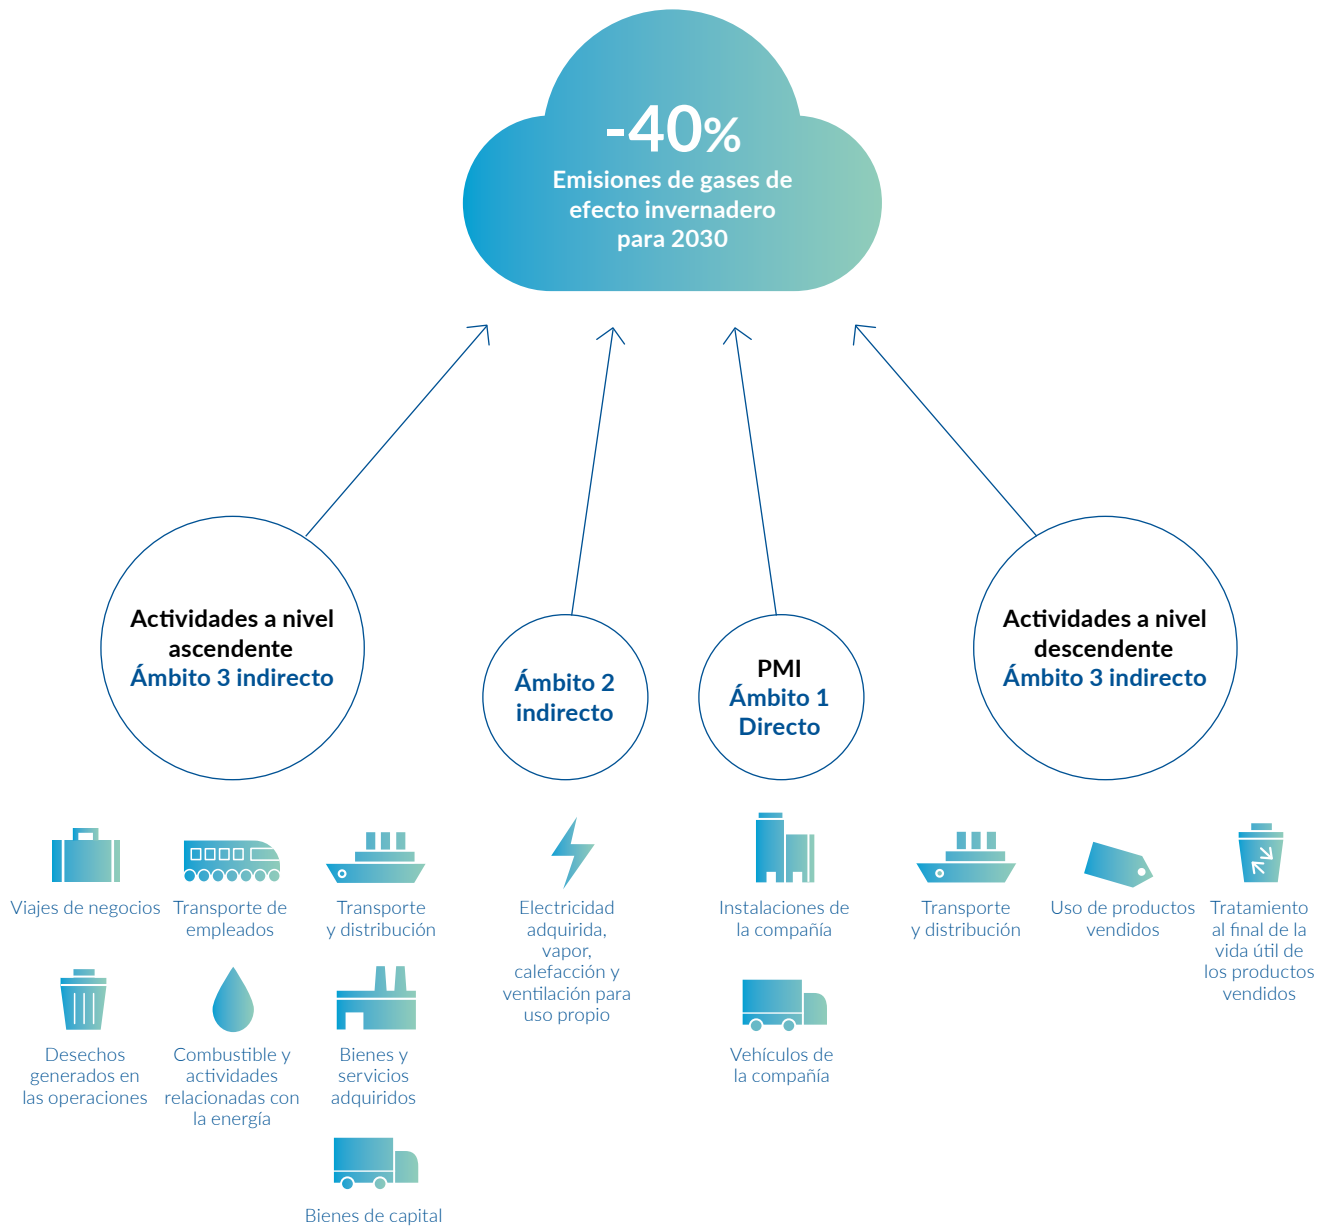 -40%
Emisiones de gases de
efecto invernadero
para 2030
Actividades a nivel
ascendente
Ámbito 3 indirecto
Ámbito 2
indirecto
PMI
Ámbito 1
Directo
Actividades a nivel
descendente
Ámbito 3 indirecto
Viajes de negocios
Transporte de
empleados
Transporte
y distribución
Desechos
generados en
las operaciones
Combustible y
actividades
relacionadas con
la energía
Bienes y
servicios
adquiridos
Bienes de capital
Electricidad
adquirida,
vapor,
calefacción y
ventilación para
uso propio
Instalaciones de
la compañía
Vehículos de
la compañía
Transporte
y distribución
Uso de productos
vendidos
Tratamiento
al final de la
vida útil de
los productos
vendidos